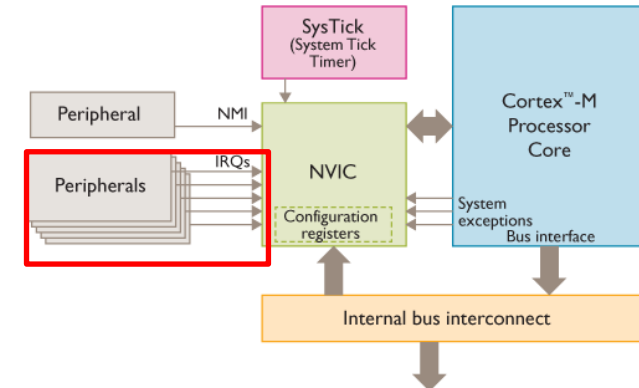 SysTick
(System Tick
Timer)
Peripheral
NMI
Cortex™-M
Processor
Core
IRQs
Peripherals
NVIC
Configuration
registers
System
exceptions
Bus interface
Internal bus interconnect